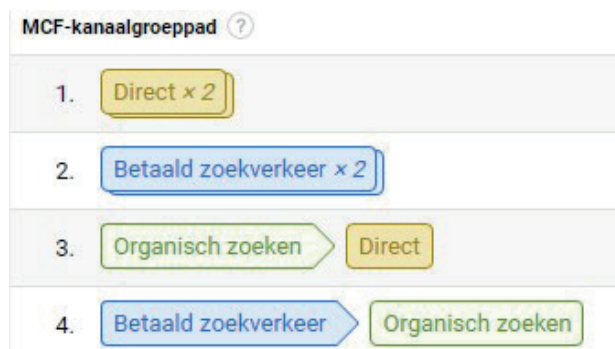 MCF-kanaalgroeppad ?
1. Direct × 2
2. Betaald zoekverkeer × 2
3. Organisch zoeken Direct
4. Betaald zoekverkeer Organisch zoeken